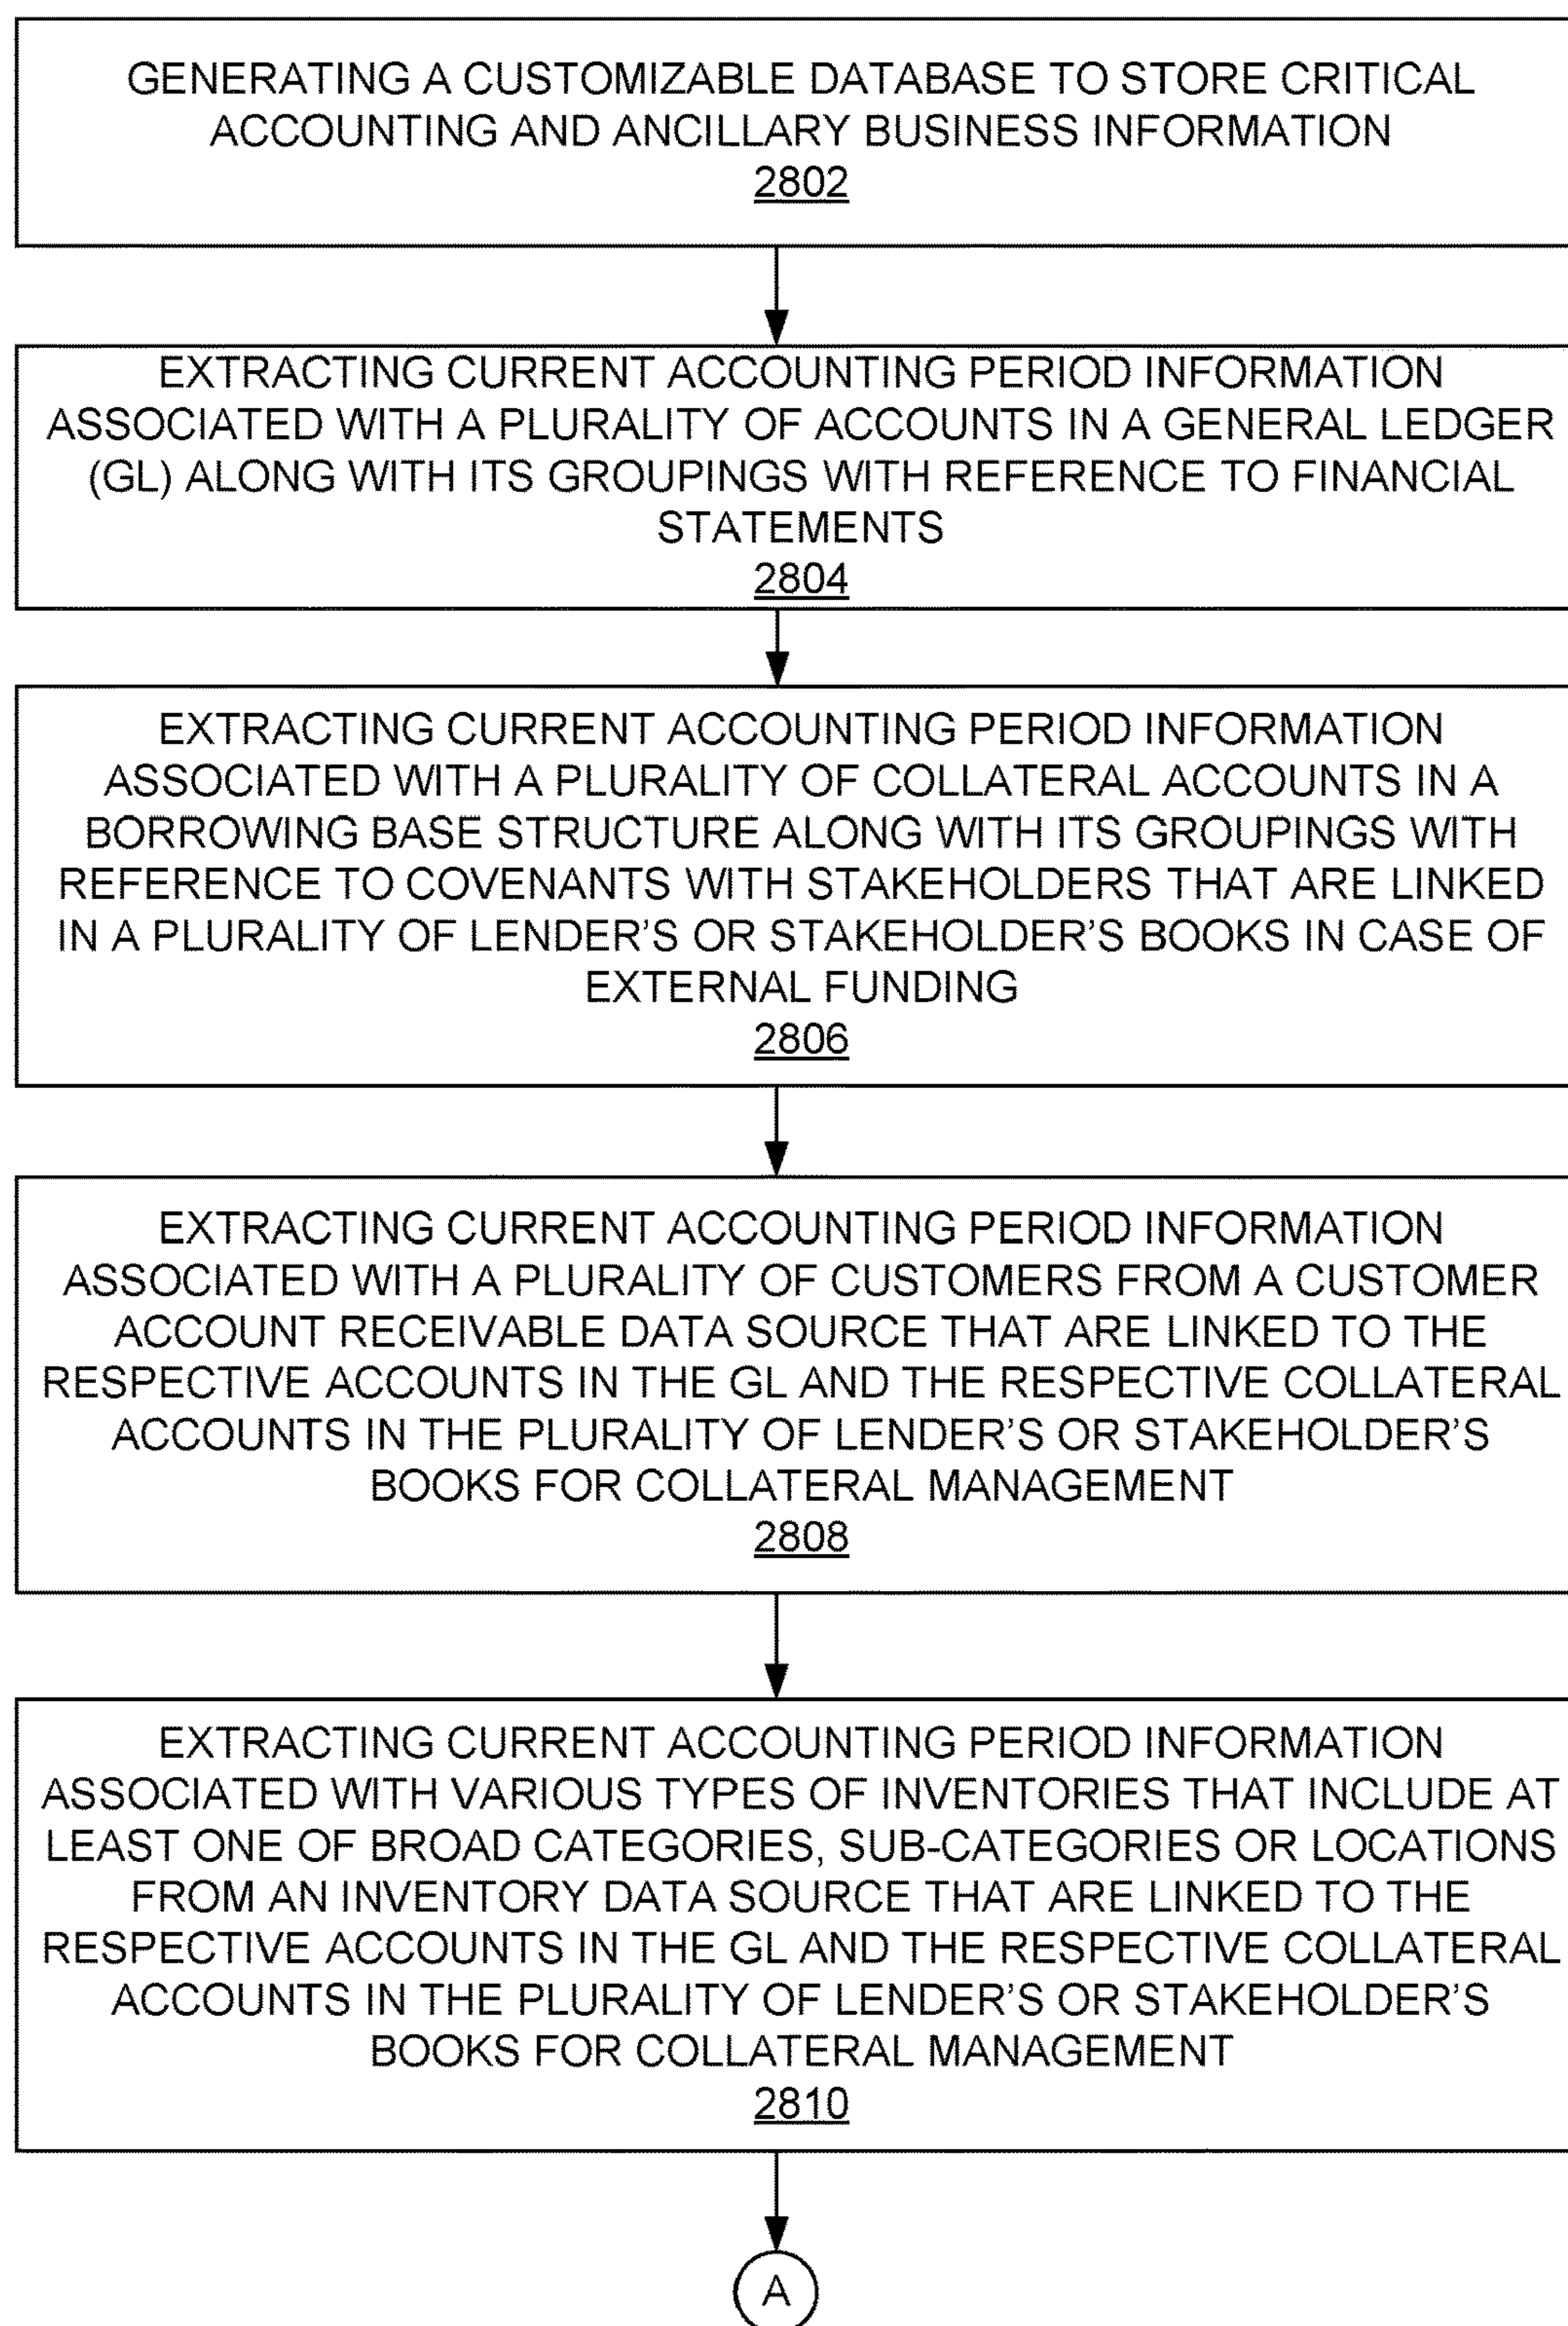 GENERATING A CUSTOMIZABLE DATABASE TO STORE CRITICAL
ACCOUNTING AND ANCILLARY BUSINESS INFORMATION
2802
EXTRACTING CURRENT ACCOUNTING PERIOD INFORMATION
ASSOCIATED WITH A PLURALITY OF ACCOUNTS IN A GENERAL LEDGER
(GL) ALONG WITH ITS GROUPINGS WITH REFERENCE TO FINANCIAL
STATEMENTS
2804
EXTRACTING CURRENT ACCOUNTING PERIOD INFORMATION
ASSOCIATED WITH A PLURALITY OF COLLATERAL ACCOUNTS IN A
BORROWING BASE STRUCTURE ALONG WITH ITS GROUPINGS WITH
REFERENCE TO COVENANTS WITH STAKEHOLDERS THAT ARE LINKED
IN A PLURALITY OF LENDER’S OR STAKEHOLDER’S BOOKS IN CASE OF
EXTERNAL FUNDING
2806
EXTRACTING CURRENT ACCOUNTING PERIOD INFORMATION
ASSOCIATED WITH A PLURALITY OF CUSTOMERS FROM A CUSTOMER
ACCOUNT RECEIVABLE DATA SOURCE THAT ARE LINKED TO THE
RESPECTIVE ACCOUNTS IN THE GL AND THE RESPECTIVE COLLATERAL
ACCOUNTS IN THE PLURALITY OF LENDER’S OR STAKEHOLDER’S
BOOKS FOR COLLATERAL MANAGEMENT
2808
EXTRACTING CURRENT ACCOUNTING PERIOD INFORMATION
ASSOCIATED WITH VARIOUS TYPES OF INVENTORIES THAT INCLUDE AT
LEAST ONE OF BROAD CATEGORIES, SUB-CATEGORIES OR LOCATIONS
FROM AN INVENTORY DATA SOURCE THAT ARE LINKED TO THE
RESPECTIVE ACCOUNTS IN THE GL AND THE RESPECTIVE COLLATERAL
ACCOUNTS IN THE PLURALITY OF LENDER’S OR STAKEHOLDER’S
BOOKS FOR COLLATERAL MANAGEMENT
2810
A